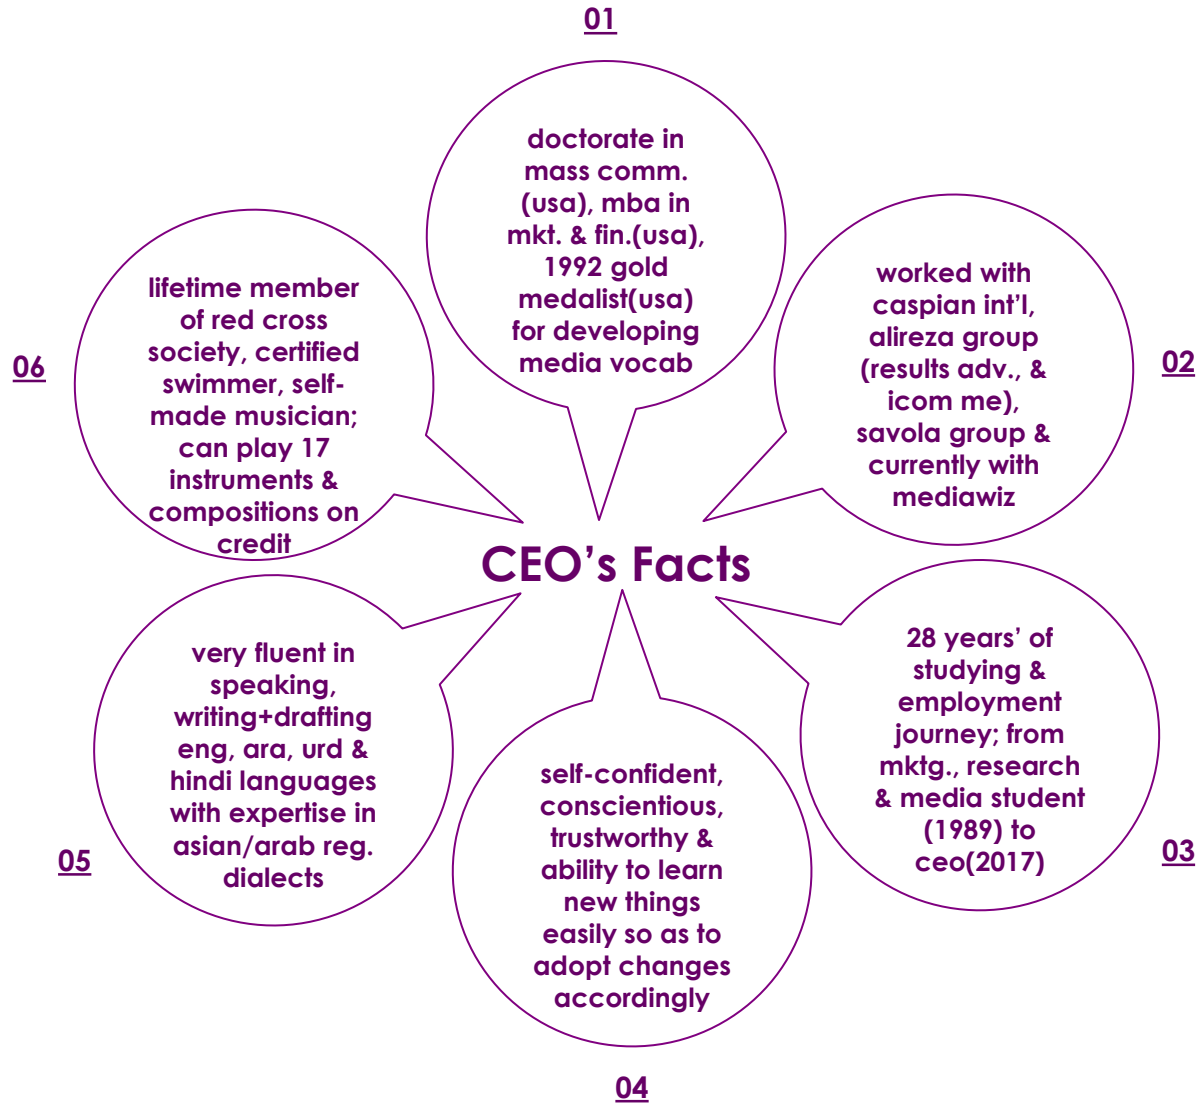 01
doctorate in
mass comm.
(usa), mba in
mkt. & fin.(usa),
1992 gold
medalist(usa)
for developing
media vocab
02
worked with
caspian int'l,
alireza group
(results adv., &
icom me),
savola group &
currently with
mediawiz
03
28 years' of
studying &
employment
journey; from
mktg., research
& media student
(1989) to
ceo(2017)
04
self-confident,
conscientious,
trustworthy &
ability to learn
new things
easily so as to
adopt changes
accordingly
05
very fluent in
speaking,
writing+drafting
eng, ara, urd &
hindi languages
with expertise in
asian/arab reg.
dialects
06
lifetime member
of red cross
society, certified
swimmer, self-
made musician;
can play 17
instruments &
compositions on
credit
CEO's Facts